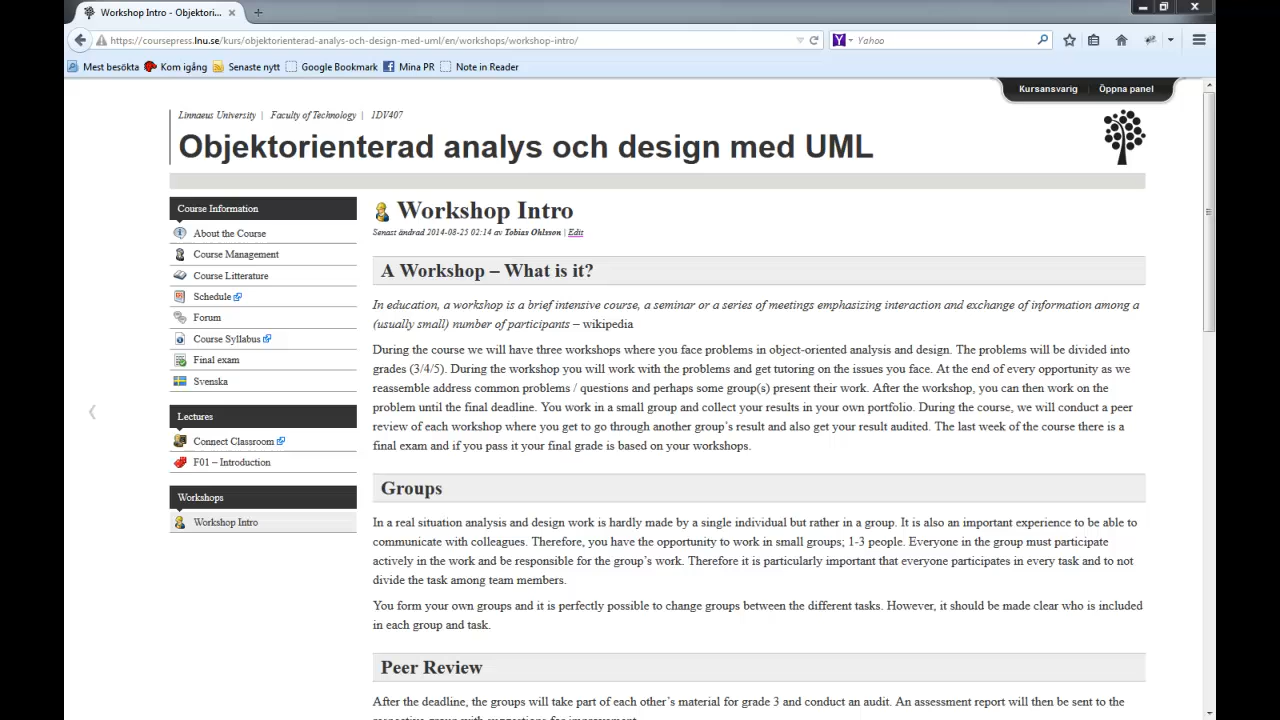 Workshop Intro - Objektori...
https://coursepress.lnu.se/kurs/objektorienterad-analys-och-design-med-uml/en/workshops/workshop-intro/
Yahoo
Mest besökta Kom igång Senaste nytt Google Bookmark Mina PR Note in Reader
Kursansvarig Öppna panel
Linnaeus University | Faculty of Technology | 1DV407
Objektorienterad analys och design med UML
Course Information
About the Course
Course Management
Course Litterature
Schedule
Forum
Course Syllabus
Final exam
Svenska
Lectures
Connect Classroom
F01 – Introduction
Workshops
Workshop Intro
Workshop Intro
Senast ändrad 2014-08-25 02:14 av Tobias Ohlsson | Edit
A Workshop – What is it?
In education, a workshop is a brief intensive course, a seminar or a series of meetings emphasizing interaction and exchange of information among a
(usually small) number of participants – wikipedia
During the course we will have three workshops where you face problems in object-oriented analysis and design. The problems will be divided into
grades (3/4/5). During the workshop you will work with the problems and get tutoring on the issues you face. At the end of every opportunity as we
reassemble address common problems / questions and perhaps some group(s) present their work. After the workshop, you can then work on the
problem until the final deadline. You work in a small group and collect your results in your own portfolio. During the course, we will conduct a peer
review of each workshop where you get to go through another group's result and also get your result audited. The last week of the course there is a
final exam and if you pass it your final grade is based on your workshops.
Groups
In a real situation analysis and design work is hardly made by a single individual but rather in a group. It is also an important experience to be able to
communicate with colleagues. Therefore, you have the opportunity to work in small groups; 1-3 people. Everyone in the group must participate
actively in the work and be responsible for the group's work. Therefore it is particularly important that everyone participates in every task and to not
divide the task among team members.
You form your own groups and it is perfectly possible to change groups between the different tasks. However, it should be made clear who is included
in each group and task.
Peer Review
After the deadline, the groups will take part of each other's material for grade 3 and conduct an audit. An assessment report will then be sent to the
respective group with suggestions for improvement.